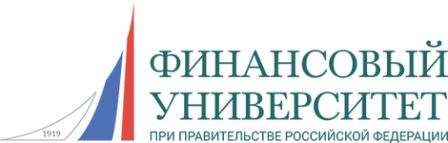 1919
ФИНАНСОВЫЙ
УНИВЕРСИТЕТ
ПРИ ПРАВИТЕЛЬСТВЕ РОССИЙСКОЙ ФЕДЕРАЦИИ